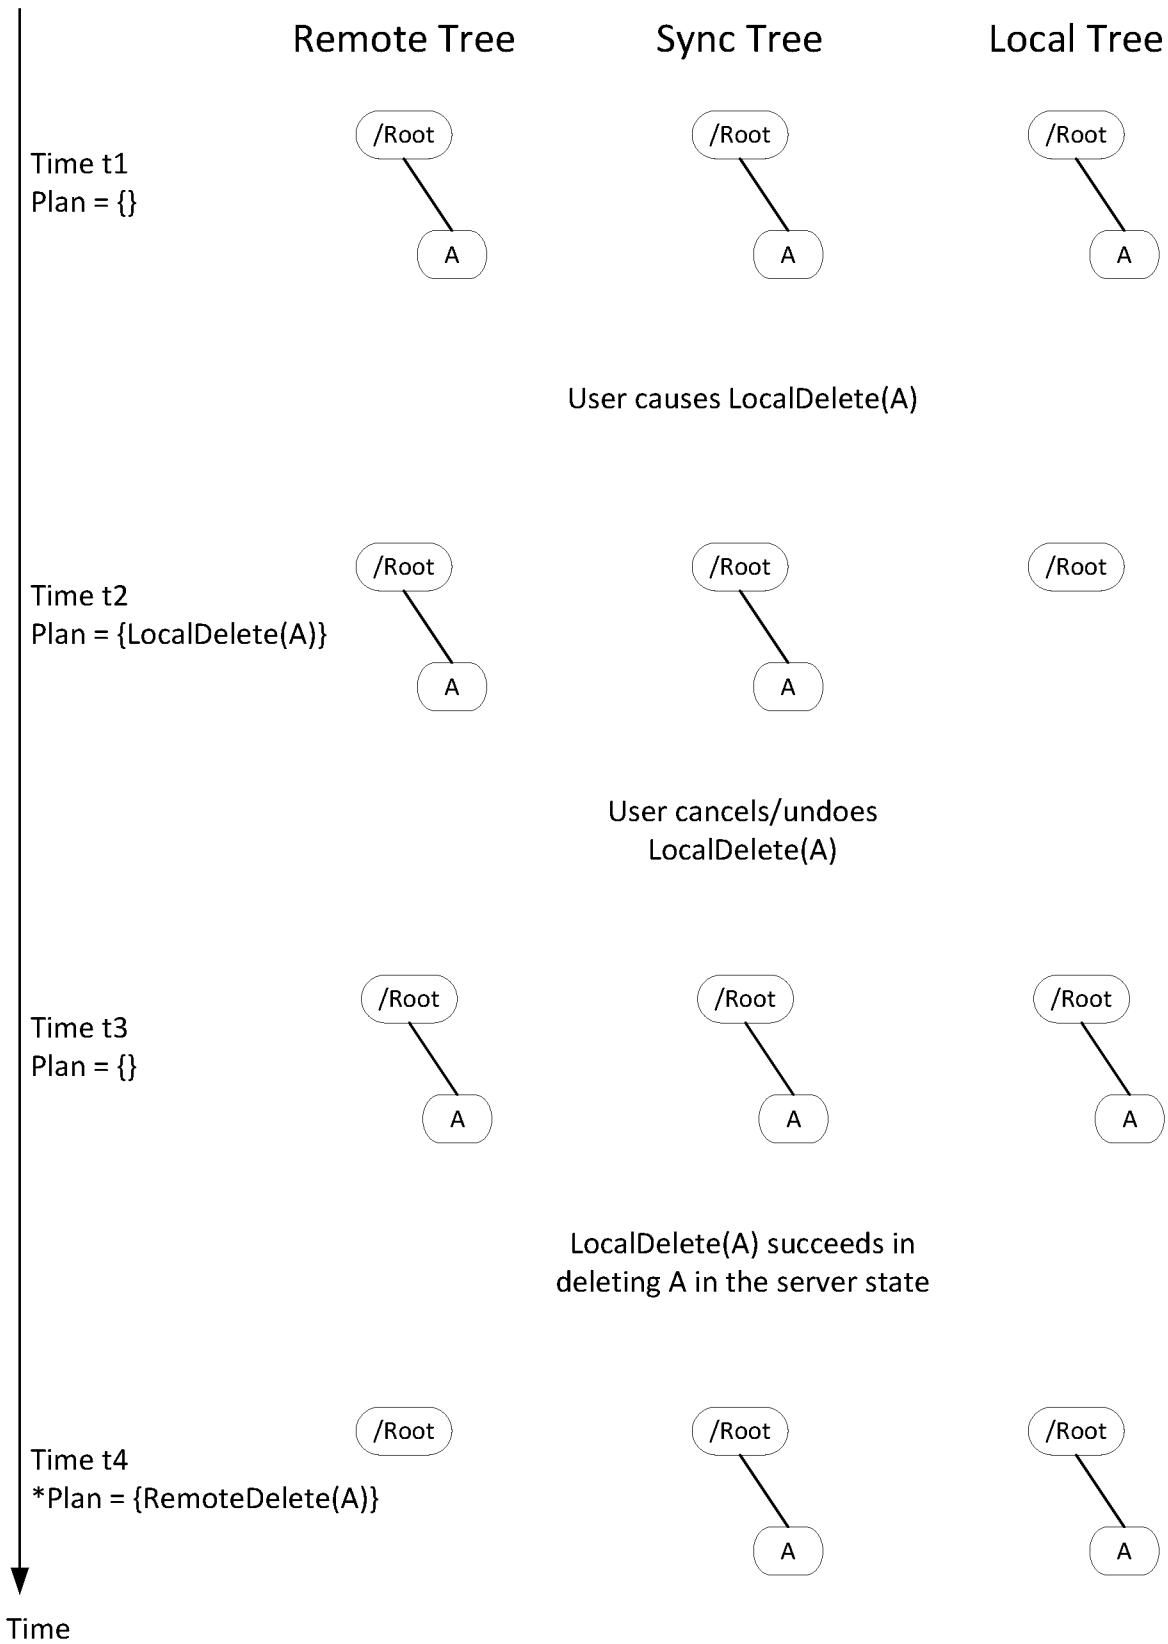 Remote Tree
Sync Tree
Local Tree
/Root
/Root
/Root
Time t1
Plan = {}
A
A
A
User causes LocalDelete(A)
/Root
/Root
/Root
Time t2
Plan = {LocalDelete(A)}
A
A
User cancels/undoes
LocalDelete(A)
/Root
/Root
/Root
Time t3
Plan = {}
A
A
A
LocalDelete(A) succeeds in
deleting A in the server state
/Root
/Root
/Root
Time t4
*Plan = {RemoteDelete(A)}
A
A
Time